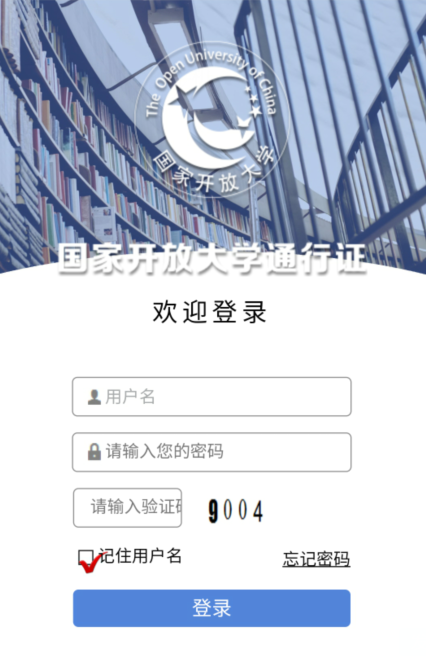 The Open University of China
国家开放大学
国家开放大学通行证
欢迎登录
用户名
请输入您的密码
请输入验证码
9004
记住用户名
忘记密码
登录